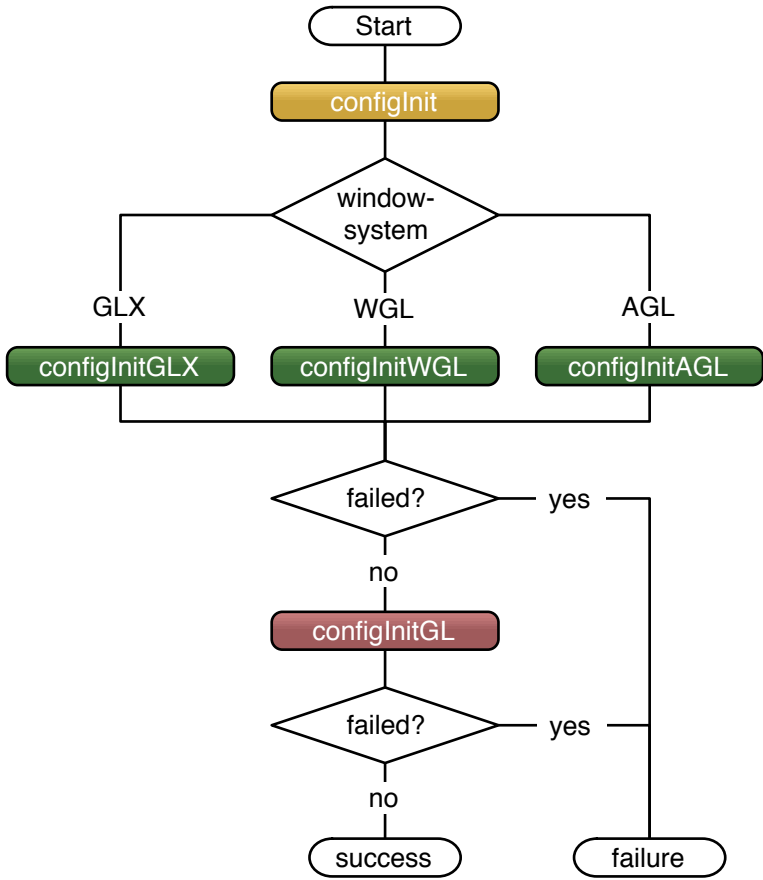 Start
configInit
window-
system
GLX
WGL
AGL
configInitGLX
configInitWGL
configInitAGL
failed?
yes
no
configInitGL
failed?
yes
no
success
failure